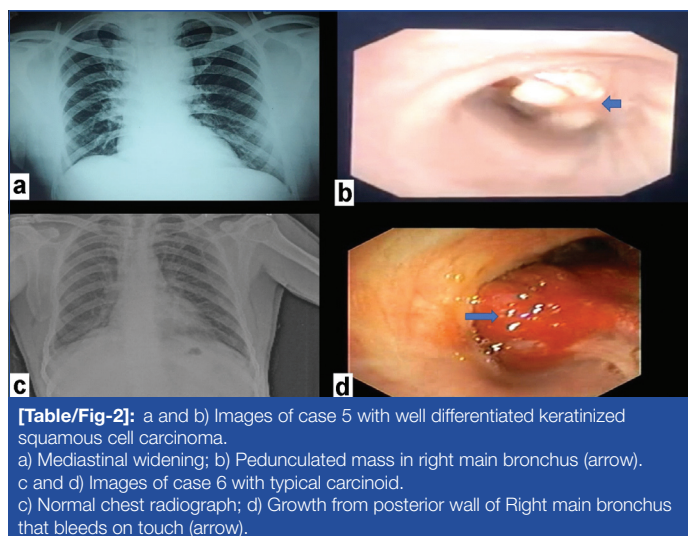 a
b
c
d
[Table/Fig-2]: a and b) Images of case 5 with well differentiated keratinized
squamous cell carcinoma.
a) Mediastinal widening; b) Pedunculated mass in right main bronchus (arrow).
c and d) Images of case 6 with typical carcinoid.
c) Normal chest radiograph; d) Growth from posterior wall of Right main bronchus
that bleeds on touch (arrow).